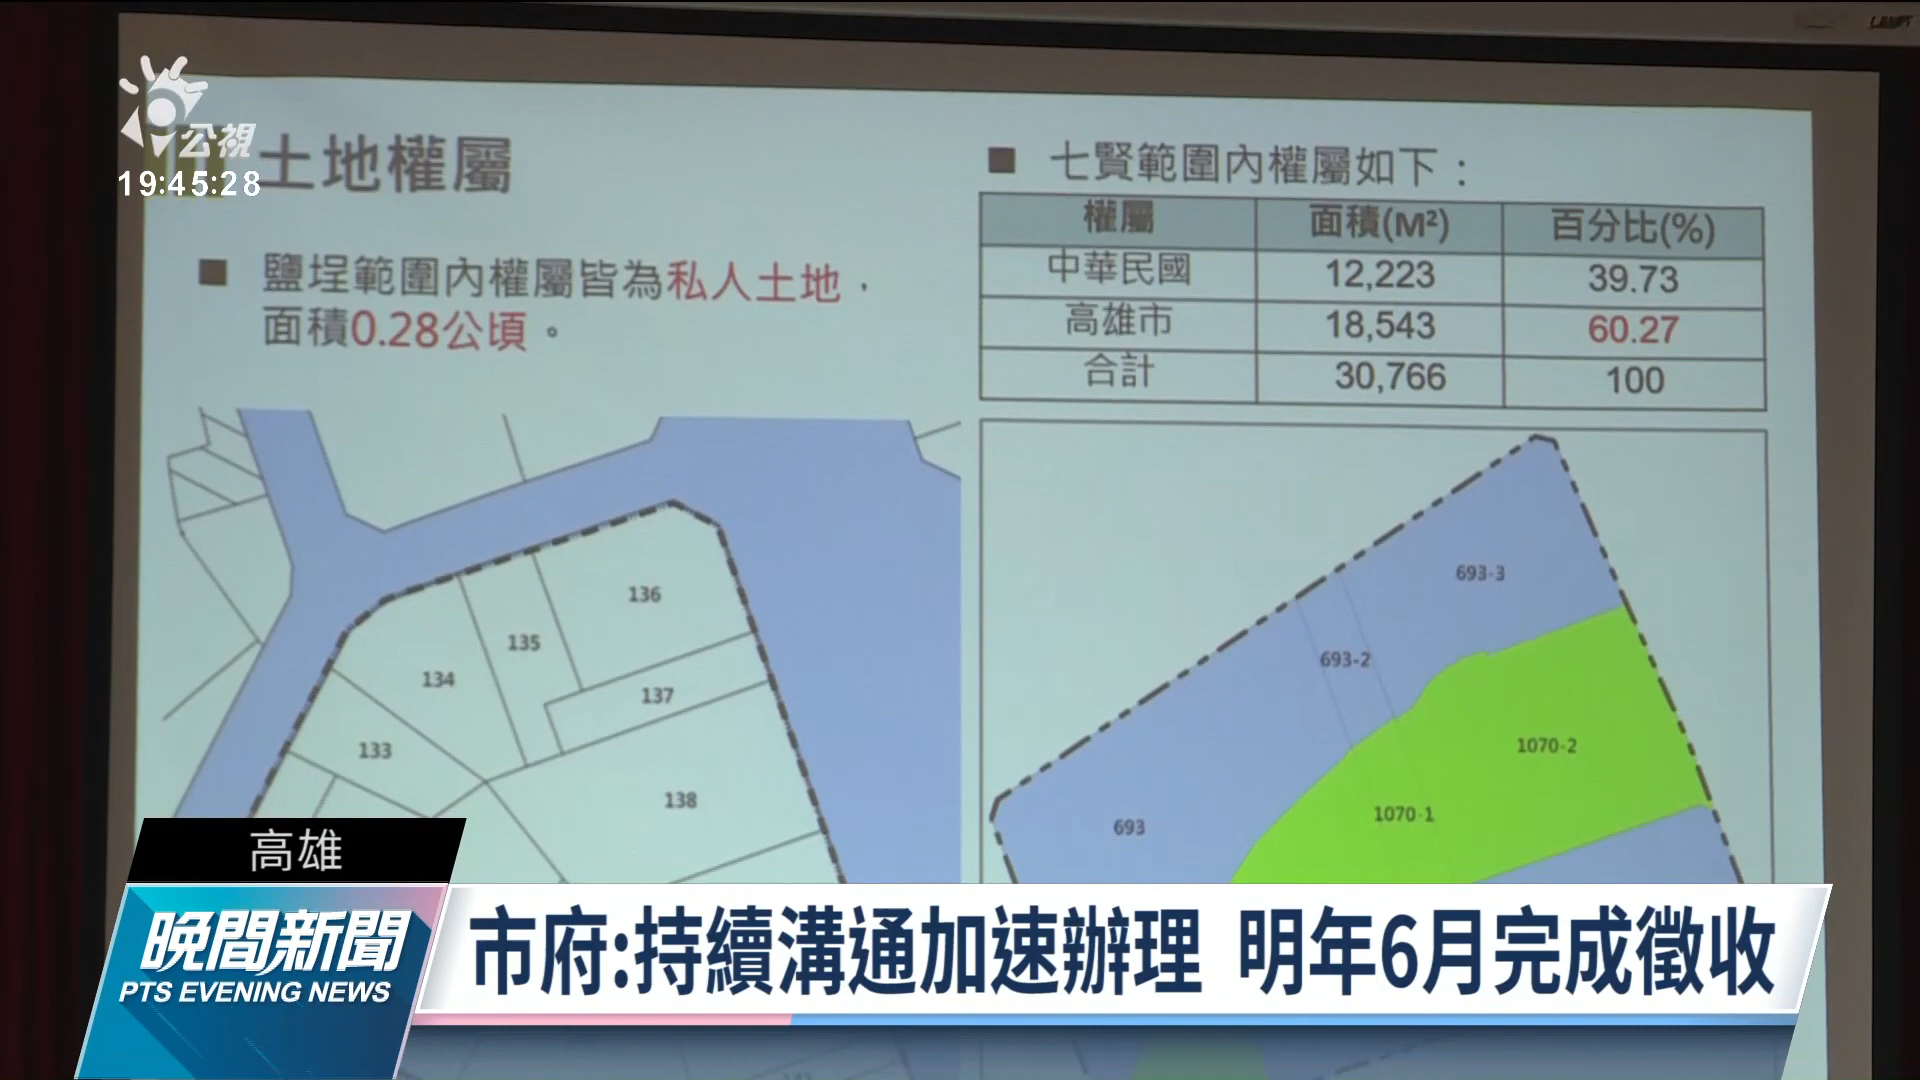 公視
19:45:28
土地權屬
■ 鹽埕範圍內權屬皆為私人土地，
面積0.28公頃。
■ 七賢範圍內權屬如下：
權屬 面積(M²) 百分比(%)
中華民國 12,223 39.73
高雄市 18,543 60.27
合計 30,766 100
136
135
134
137
133
138
693-3
693-2
1070-2
1070-1
693
高雄
晚間新聞
PTS EVENING NEWS
市府:持續溝通加速辦理 明年6月完成徵收